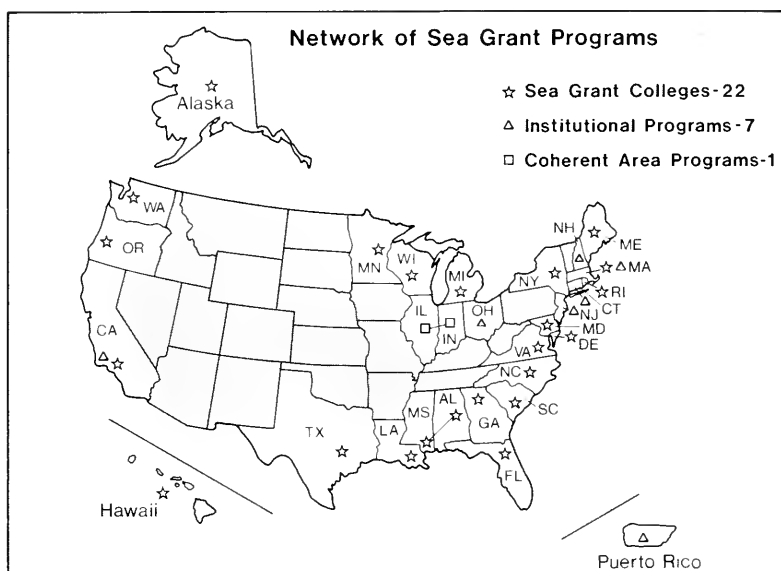 Network of Sea Grant Programs
Sea Grant Colleges-22
Alaska
Institutional Programs-7
Coherent Area Programs-1
WA
NH
ME
OR
MN
WI
MI
NY
MA
RI
CT
IL
IN
OH
NJ
MD
DE
CA
VA
NC
MS
AL
GA
SC
TX
LA
FL
Hawaii
Puerto Rico